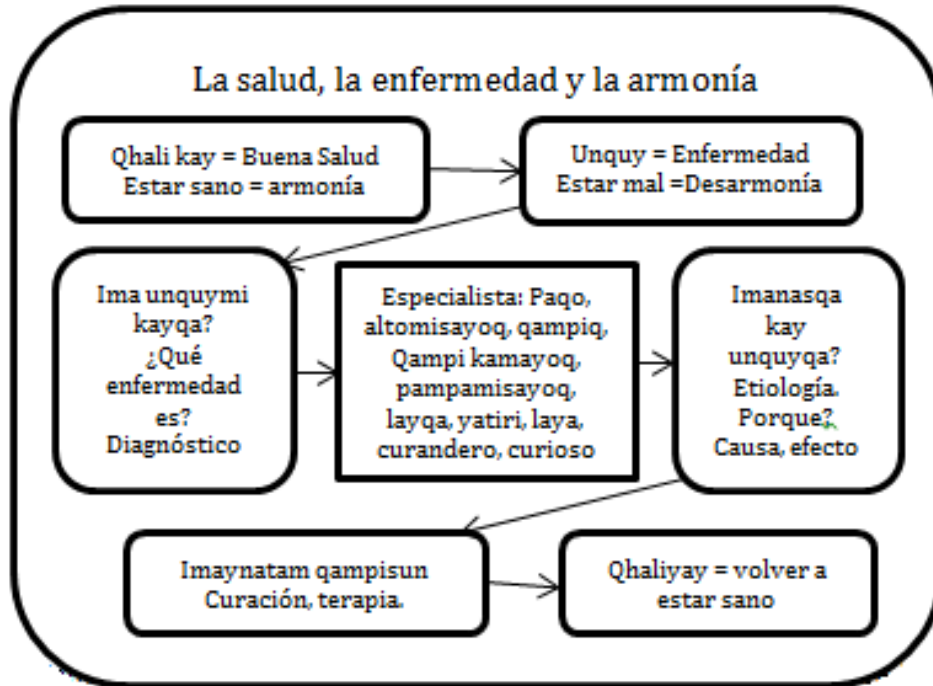 La salud, la enfermedad y la armonía
Qhali kay = Buena Salud
Estar sano = armonía
Unquy = Enfermedad
Estar mal =Desarmonía
Ima unquymi
kayqa?
¿Qué
enfermedad
es?
Diagnóstico
Especialista: Paqo,
altomisayoq, qampiq,
Qampi kamayoq,
pampamisayoq,
layqa, yatiri, laya,
curandero, curioso
Imanasqa
kay
unquyqa?
Etiología.
Porque?
Causa, efecto
Imaynatam qampisun
Curación, terapia.
Qhaliyay = volver a
estar sano